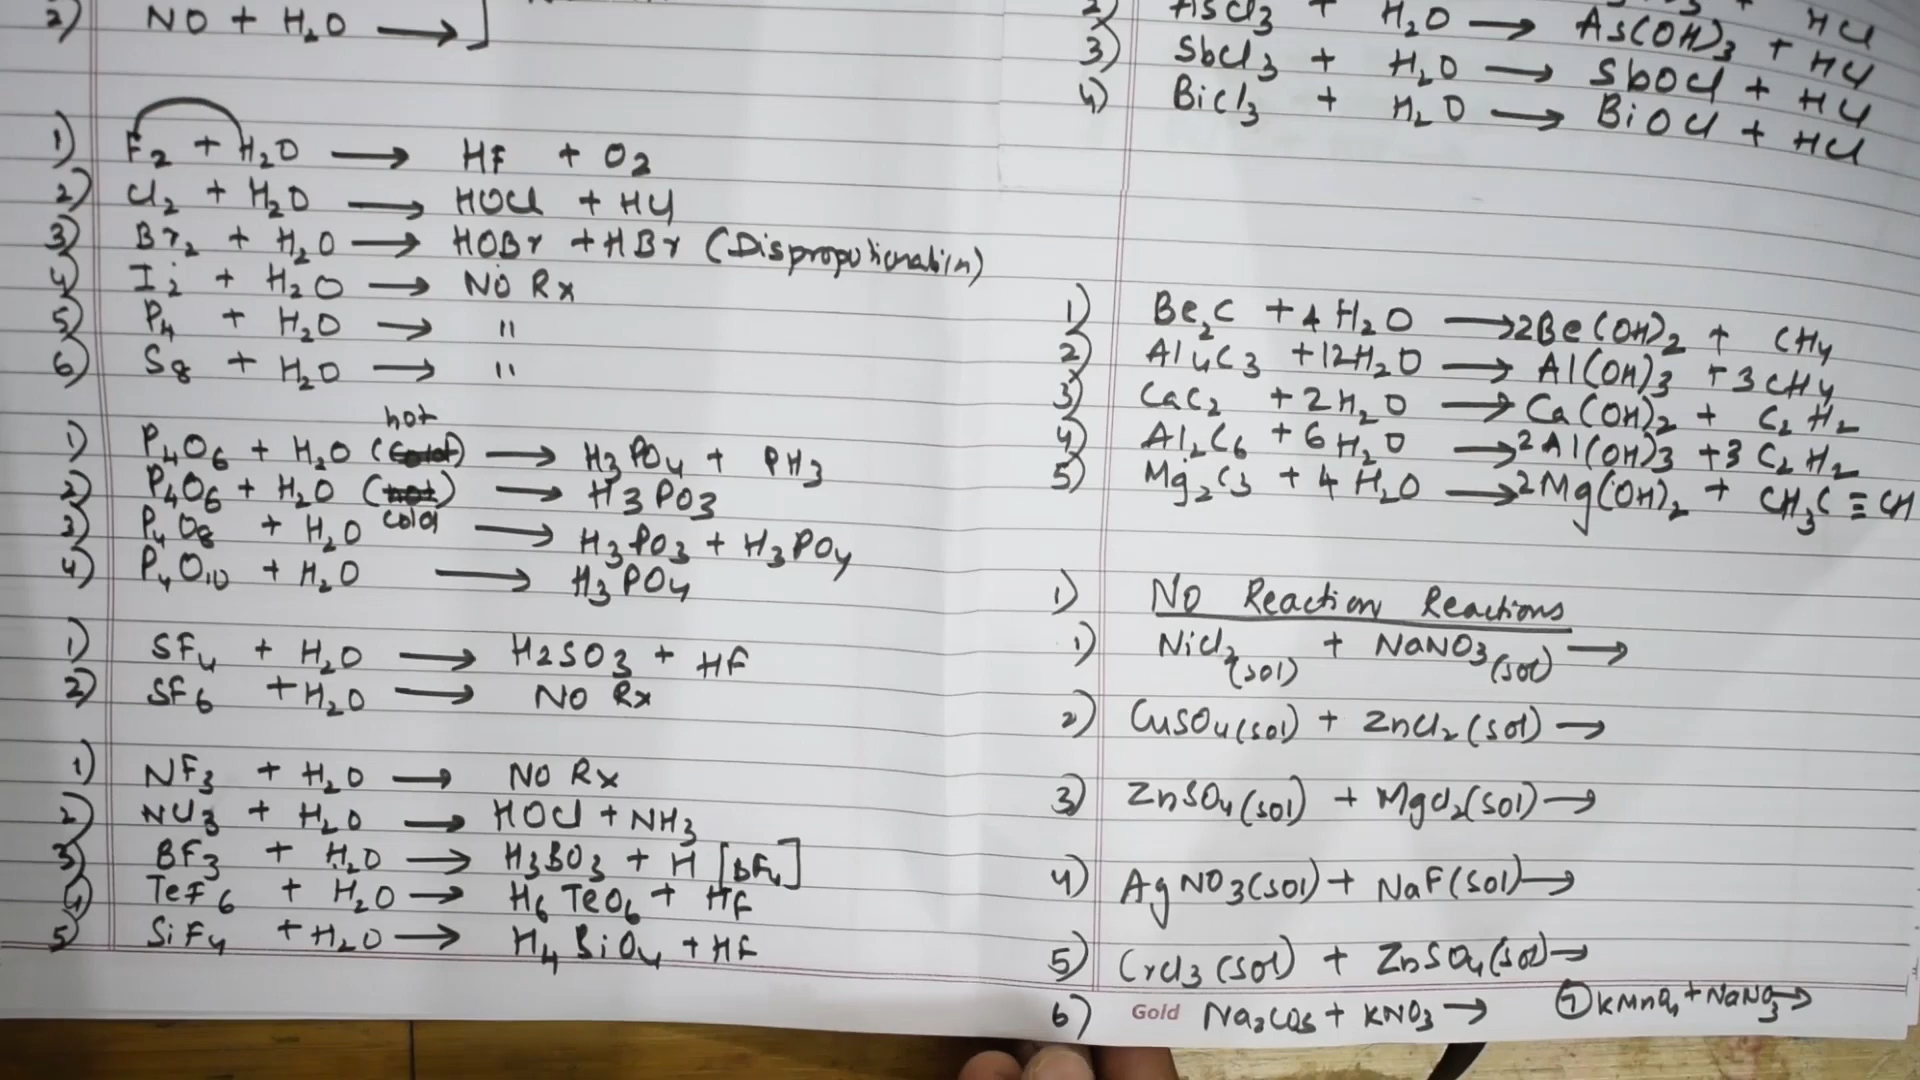 2) NO + H₂O ⟶
1) F₂ + H₂O ⟶ HF + O₂
2) Cl₂ + H₂O ⟶ HOCl + HCl
3) Br₂ + H₂O ⟶ HOBr + HBr (Disproportionation)
4) I₂ + H₂O ⟶ NO Rx
5) P₄ + H₂O ⟶ "
6) S₈ + H₂O ⟶ "
hot
1) P₄O₆ + H₂O (cold) ⟶ H₃PO₄ + PH₃
2) P₄O₆ + H₂O (hot) ⟶ H₃PO₃
cold
3) P₄O₈ + H₂O ⟶ H₃PO₃ + H₃PO₄
4) P₄O₁₀ + H₂O ⟶ H₃PO₄
1) SF₄ + H₂O ⟶ H₂SO₃ + HF
2) SF₆ + H₂O ⟶ NO Rx
1) NF₃ + H₂O ⟶ NO Rx
2) NCl₃ + H₂O ⟶ HOCl + NH₃
3) BF₃ + H₂O ⟶ H₃BO₃ + H[BF₄]
4) TeF₆ + H₂O ⟶ H₆TeO₆ + HF
5) SiF₄ + H₂O ⟶ H₄SiO₄ + HF
2) AsCl₃ + H₂O ⟶ As(OH)₃ + HCl
3) SbCl₃ + H₂O ⟶ SbOCl + HCl
4) BiCl₃ + H₂O ⟶ BiOCl + HCl
1) Be₂C + 4H₂O ⟶ 2Be(OH)₂ + CH₄
2) Al₄C₃ + 12H₂O ⟶ Al(OH)₃ + 3CH₄
3) CaC₂ + 2H₂O ⟶ Ca(OH)₂ + C₂H₂
4) Al₂C₆ + 6H₂O ⟶ 2Al(OH)₃ + 3C₂H₂
5) Mg₂C₃ + 4H₂O ⟶ 2Mg(OH)₂ + CH₃C≡CH
1) No Reaction Reactions
1) NiCl₂(sol) + NaNO₃(sol) ⟶
2) CuSO₄(sol) + ZnCl₂(sol) ⟶
3) ZnSO₄(sol) + MgCl₂(sol) ⟶
4) AgNO₃(sol) + NaF(sol) ⟶
5) CrCl₃(sol) + ZnSO₄(sol) ⟶
6) Gold Na₂CO₃ + KNO₃ ⟶ ⑦ KMnO₄ + NaNO₃ ⟶